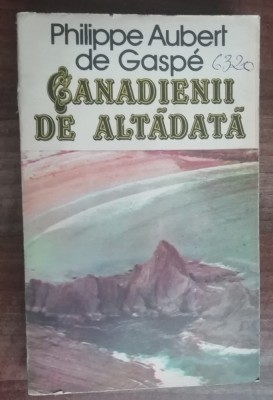 Philippe Aubert
de Gaspé
6320
CANADIENII
DE ALTĂDATĂ